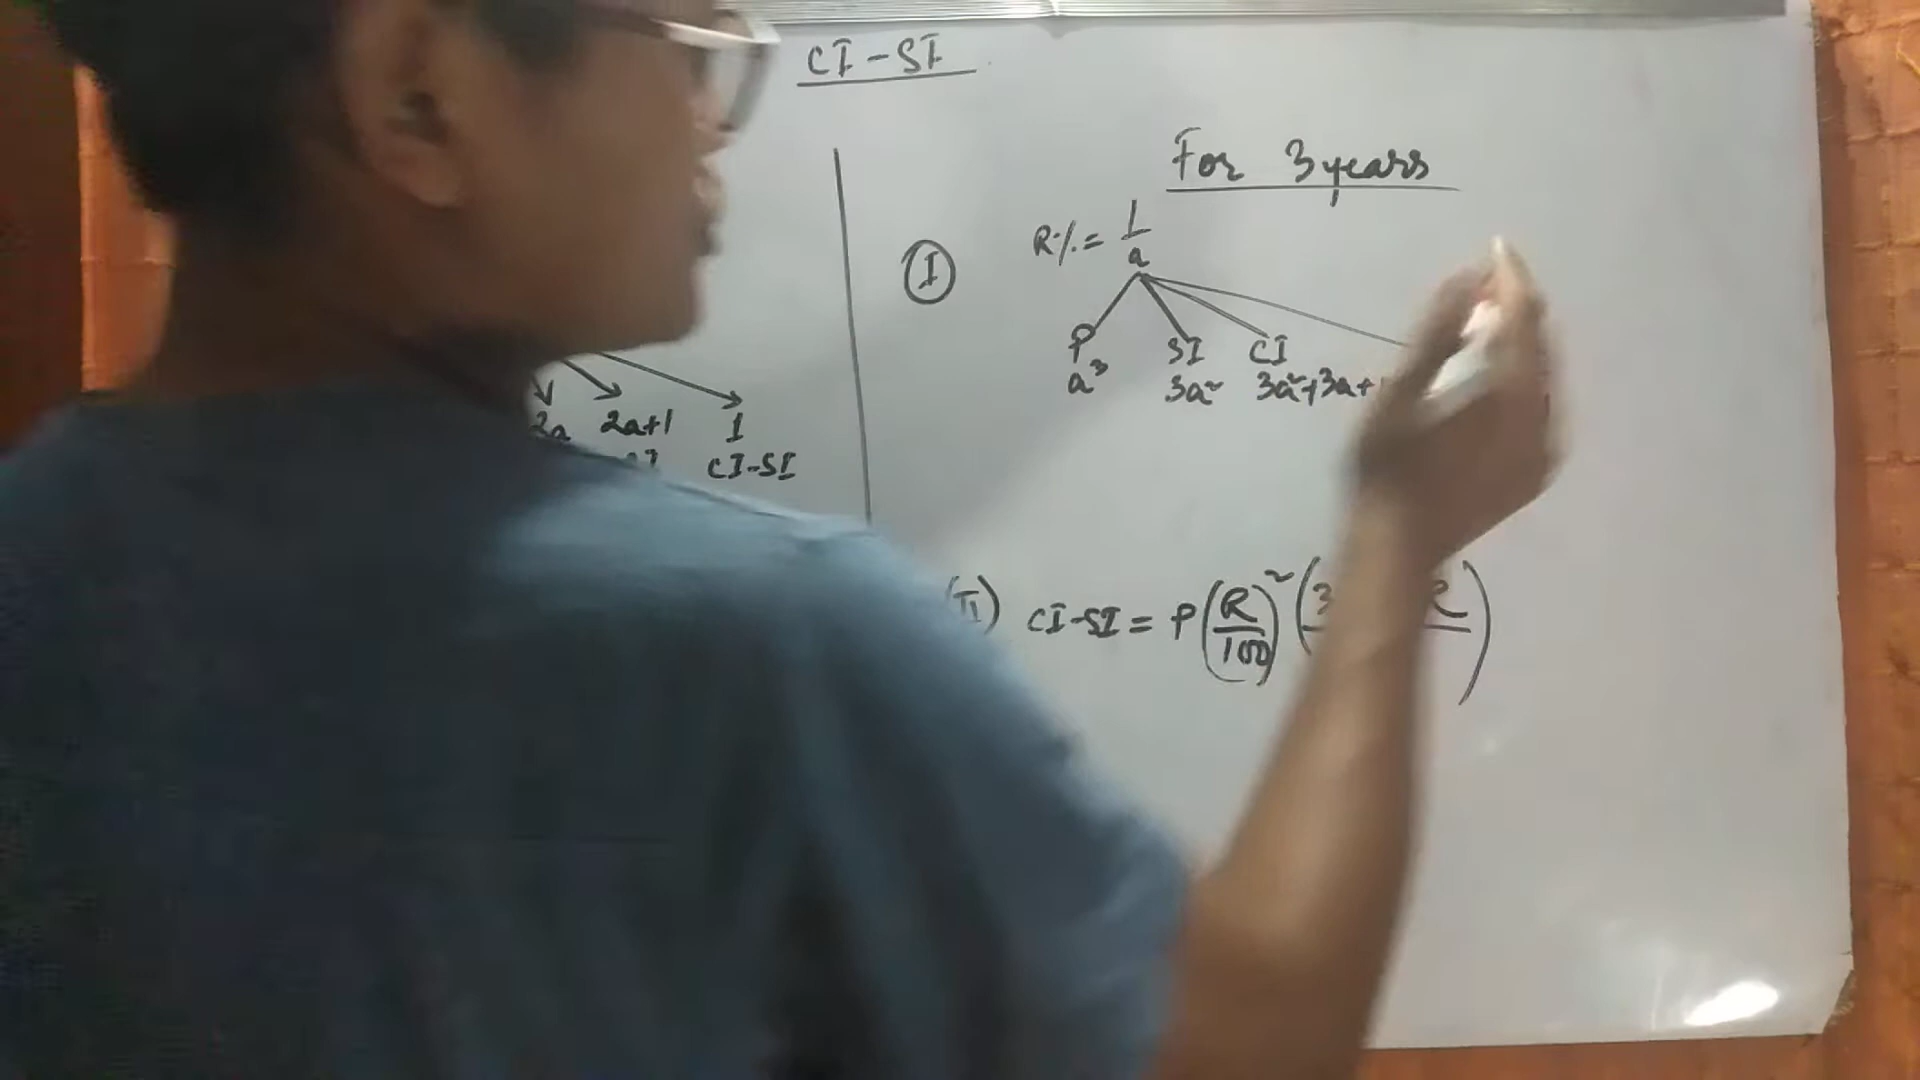 CI - SI
2a 2a+1 1
CI-SI
For 3 years
I R% = 1/a
P SI CI
a³ 3a² 3a²+3a+
(II) CI-SI = P(R/100)² (3 R)